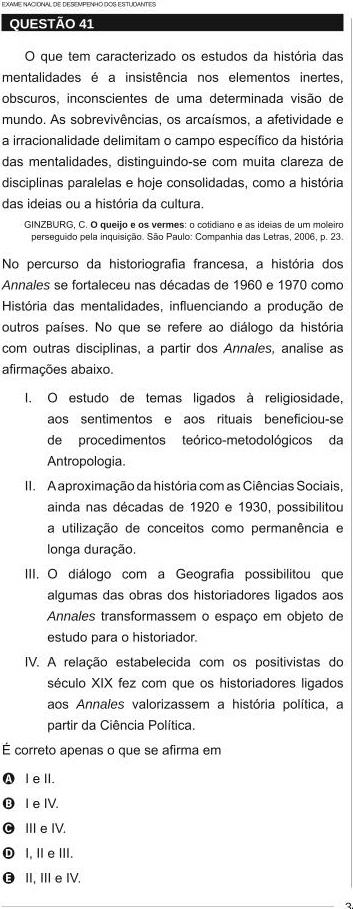 EXAME NACIONAL DE DESEMPENHO DOS ESTUDANTES
QUESTÃO 41
O que tem caracterizado os estudos da história das
mentalidades é a insistência nos elementos inertes,
obscuros, inconscientes de uma determinada visão de
mundo. As sobrevivências, os arcaísmos, a afetividade e
a irracionalidade delimitam o campo específico da história
das mentalidades, distinguindo-se com muita clareza de
disciplinas paralelas e hoje consolidadas, como a história
das ideias ou a história da cultura.
GINZBURG, C. O queijo e os vermes: o cotidiano e as ideias de um moleiro
perseguido pela inquisição. São Paulo: Companhia das Letras, 2006, p. 23.
No percurso da historiografia francesa, a história dos
Annales se fortaleceu nas décadas de 1960 e 1970 como
História das mentalidades, influenciando a produção de
outros países. No que se refere ao diálogo da história
com outras disciplinas, a partir dos Annales, analise as
afirmações abaixo.
I. O estudo de temas ligados à religiosidade,
aos sentimentos e aos rituais beneficiou-se
de procedimentos teórico-metodológicos da
Antropologia.
II. A aproximação da história com as Ciências Sociais,
ainda nas décadas de 1920 e 1930, possibilitou
a utilização de conceitos como permanência e
longa duração.
III. O diálogo com a Geografia possibilitou que
algumas das obras dos historiadores ligados aos
Annales transformassem o espaço em objeto de
estudo para o historiador.
IV. A relação estabelecida com os positivistas do
século XIX fez com que os historiadores ligados
aos Annales valorizassem a história política, a
partir da Ciência Política.
É correto apenas o que se afirma em
A I e II.
B I e IV.
C III e IV.
D I, II e III.
E II, III e IV.